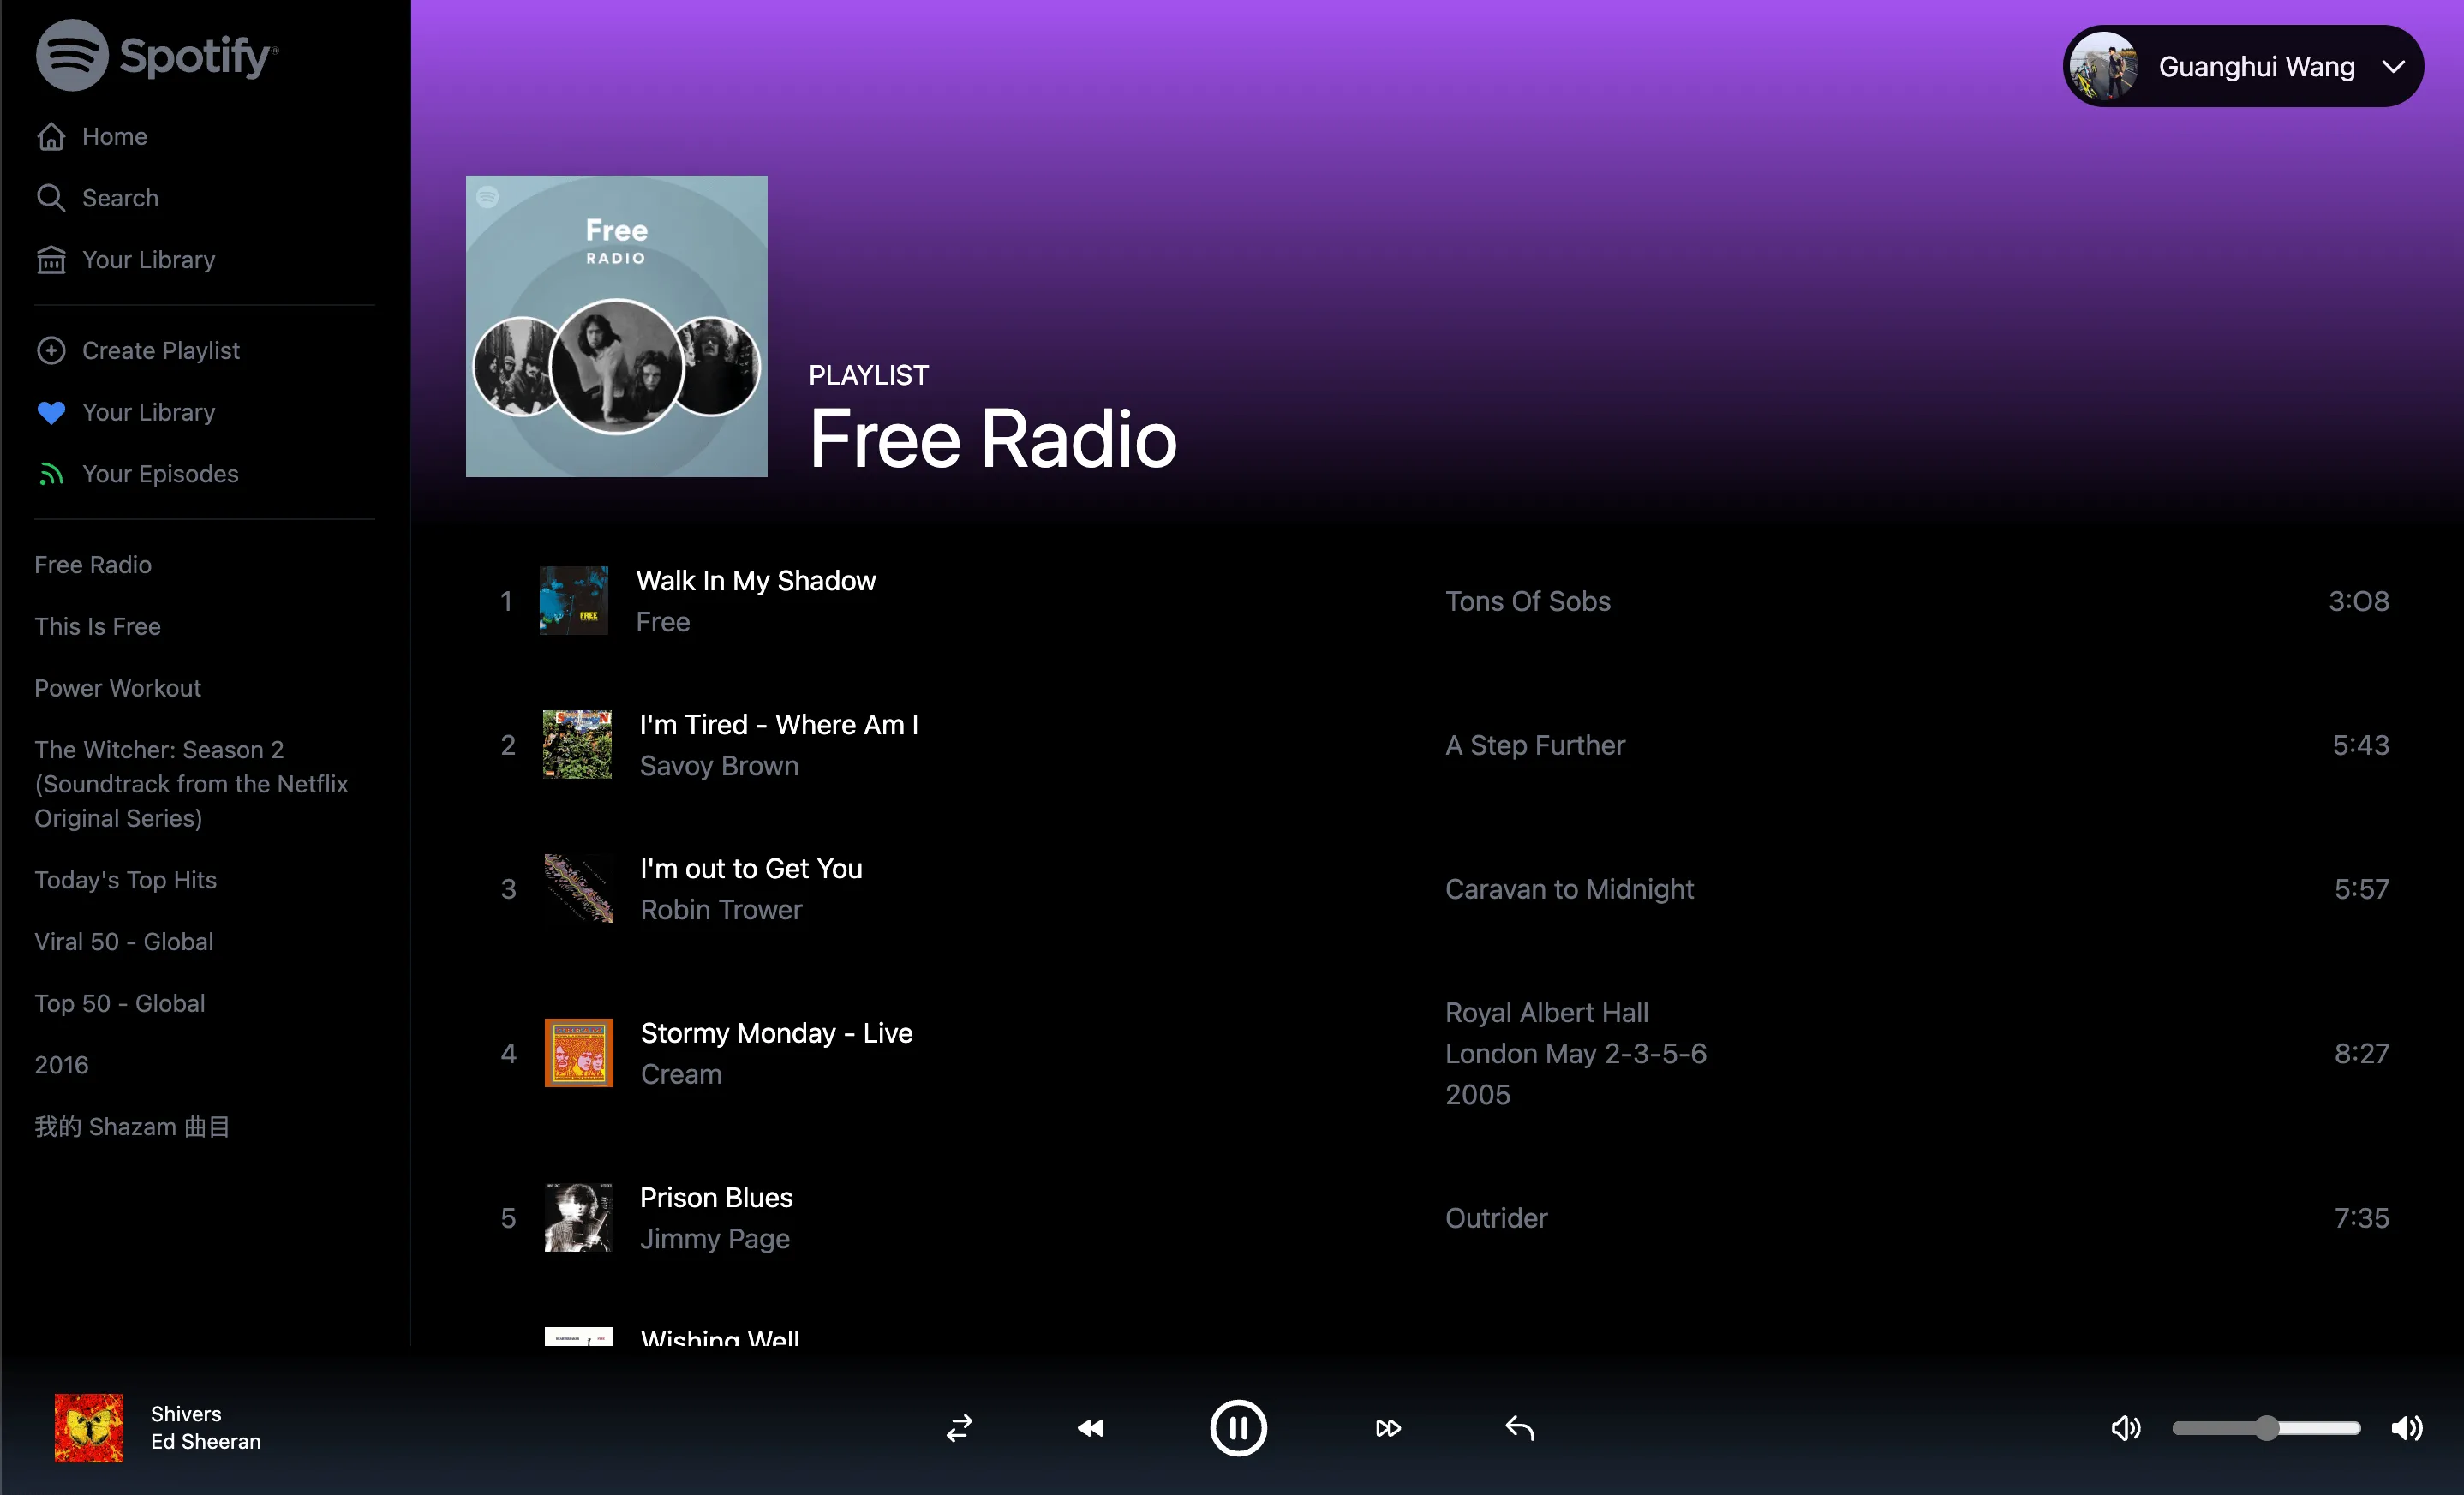 Spotify®
Home
Search
Your Library
Create Playlist
Your Library
Your Episodes
Free Radio
This Is Free
Power Workout
The Witcher: Season 2
(Soundtrack from the Netflix
Original Series)
Today's Top Hits
Viral 50 - Global
Top 50 - Global
2016
我的 Shazam 曲目
Guanghui Wang
Free
RADIO
PLAYLIST
Free Radio
1 Walk In My Shadow Tons Of Sobs 3:08
FREE
Free
2 I'm Tired - Where Am I A Step Further 5:43
Savoy Brown
3 I'm out to Get You Caravan to Midnight 5:57
Robin Trower
4 Stormy Monday - Live 8:27
Cream
Royal Albert Hall
London May 2-3-5-6
2005
5 Prison Blues Outrider 7:35
Jimmy Page
Wishing Well
Shivers
Ed Sheeran